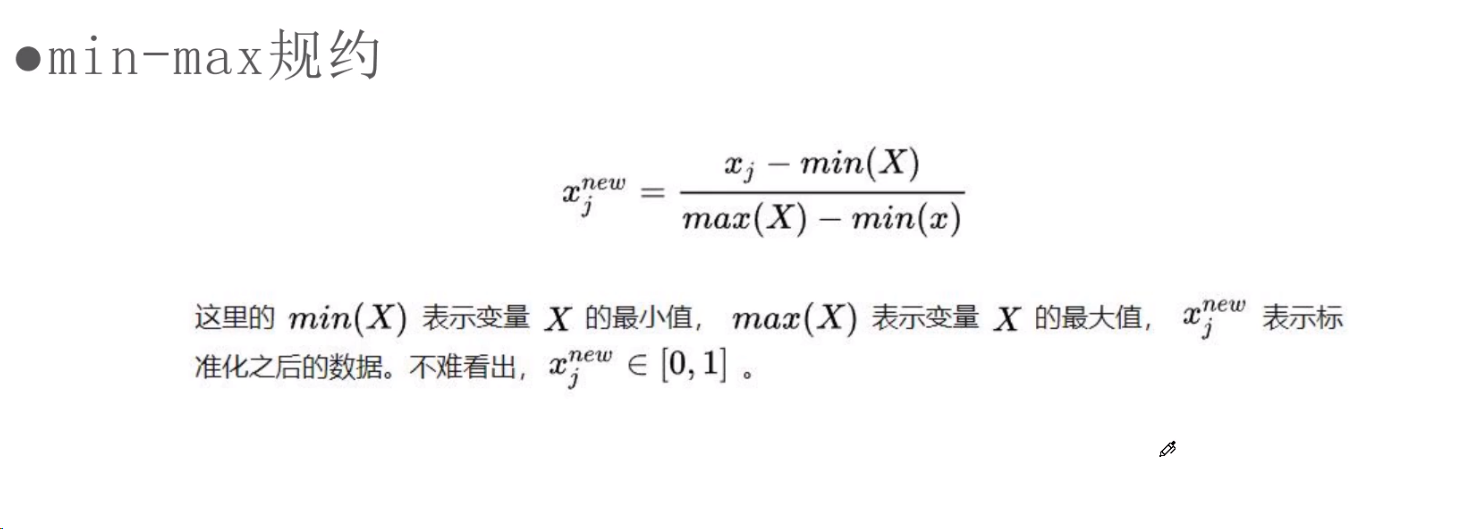 ●min-max规约
x_j^{new} = \frac{x_j - min(X)}{max(X) - min(x)}
这里的 min(X) 表示变量 X 的最小值， max(X) 表示变量 X 的最大值， x_j^{new} 表示标
准化之后的数据。不难看出， x_j^{new} ∈ [0, 1] 。